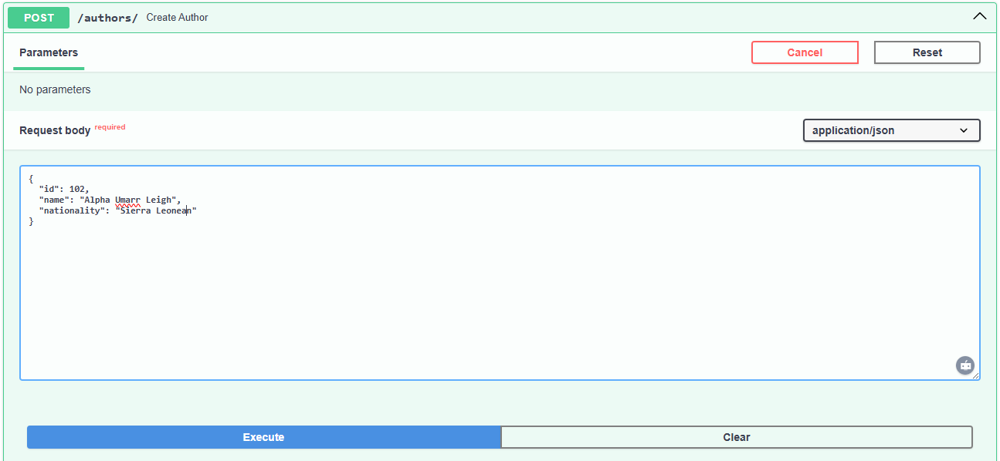 POST /authors/ Create Author
Parameters
Cancel
Reset
No parameters
Request body required
application/json
{
  "id": 102,
  "name": "Alpha Umarr Leigh",
  "nationality": "Sierra Leonean"
}
Execute
Clear